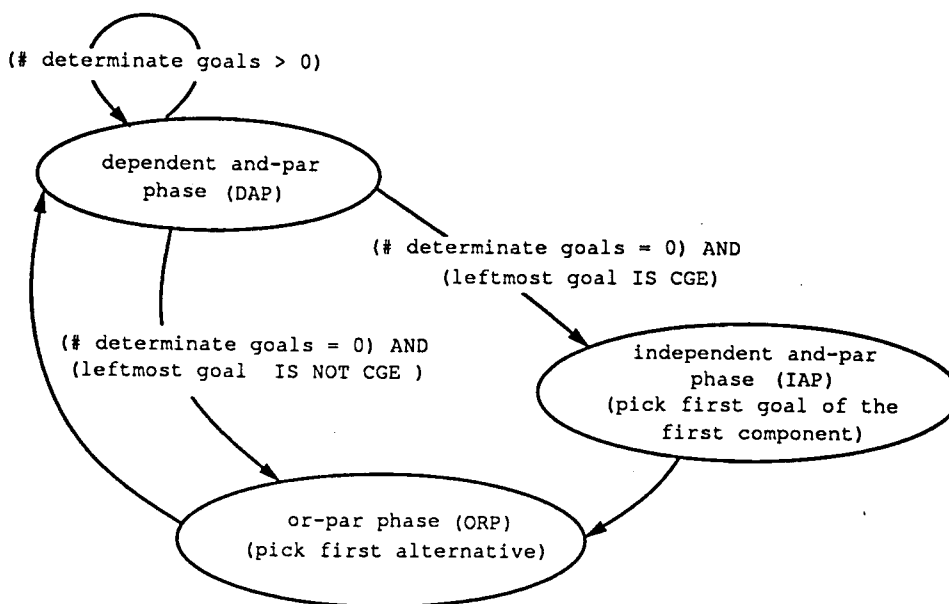 (# determinate goals > 0)
dependent and-par
phase (DAP)
(# determinate goals = 0) AND
(leftmost goal IS CGE)
(# determinate goals = 0) AND
(leftmost goal IS NOT CGE )
independent and-par
phase (IAP)
(pick first goal of the
first component)
or-par phase (ORP)
(pick first alternative)